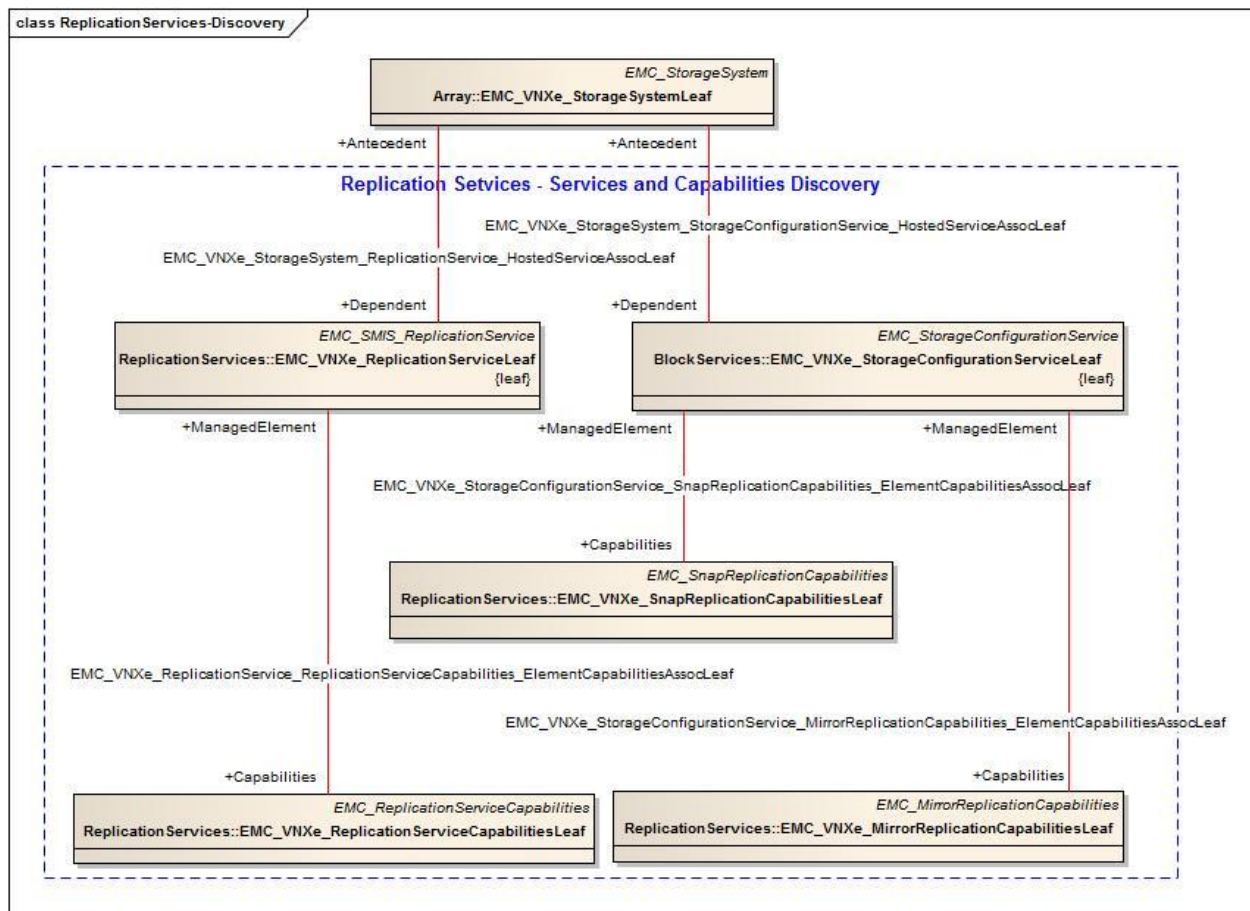 class ReplicationServices-Discovery
EMC_StorageSystem
Array::EMC_VNXe_StorageSystemLeaf
+Antecedent
+Antecedent
Replication Setvices - Services and Capabilities Discovery
EMC_VNXe_StorageSystem_StorageConfigurationService_HostedServiceAssocLeaf
EMC_VNXe_StorageSystem_ReplicationService_HostedServiceAssocLeaf
+Dependent
+Dependent
EMC_SMIS_ReplicationService
ReplicationServices::EMC_VNXe_ReplicationServiceLeaf
{leaf}
EMC_StorageConfigurationService
BlockServices::EMC_VNXe_StorageConfigurationServiceLeaf
{leaf}
+ManagedElement
+ManagedElement
+ManagedElement
EMC_VNXe_StorageConfigurationService_SnapReplicationCapabilities_ElementCapabilitiesAssocLeaf
+Capabilities
EMC_SnapReplicationCapabilities
ReplicationServices::EMC_VNXe_SnapReplicationCapabilitiesLeaf
EMC_VNXe_ReplicationService_ReplicationServiceCapabilities_ElementCapabilitiesAssocLeaf
EMC_VNXe_StorageConfigurationService_MirrorReplicationCapabilities_ElementCapabilitiesAssocLeaf
+Capabilities
+Capabilities
EMC_ReplicationServiceCapabilities
ReplicationServices::EMC_VNXe_ReplicationServiceCapabilitiesLeaf
EMC_MirrorReplicationCapabilities
ReplicationServices::EMC_VNXe_MirrorReplicationCapabilitiesLeaf